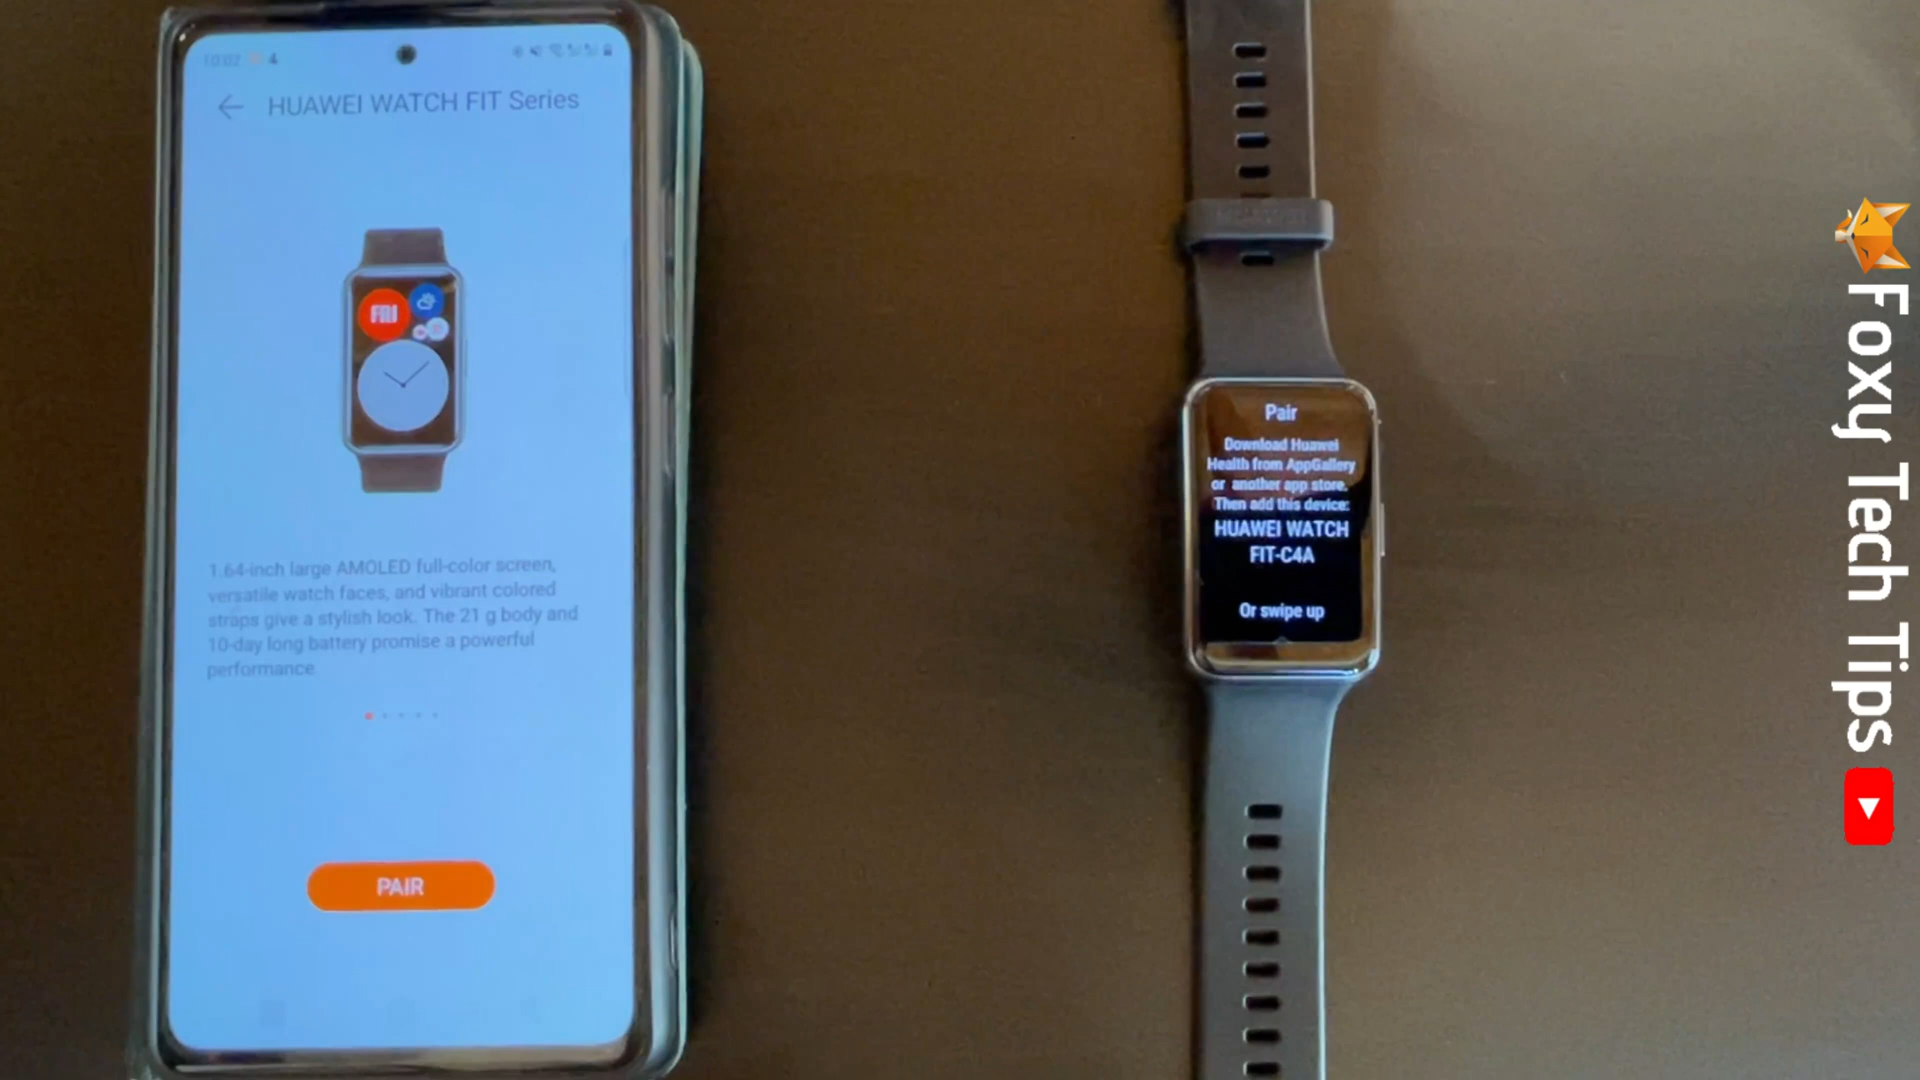 10:02
HUAWEI WATCH FIT Series
FRI
1.64-inch large AMOLED full-color screen,
versatile watch faces, and vibrant colored
straps give a stylish look. The 21 g body and
10-day long battery promise a powerful
performance.
PAIR
Pair
Download Huawei
Health from AppGallery
or another app store.
Then add this device:
HUAWEI WATCH
FIT-C4A
Or swipe up
Foxy Tech Tips